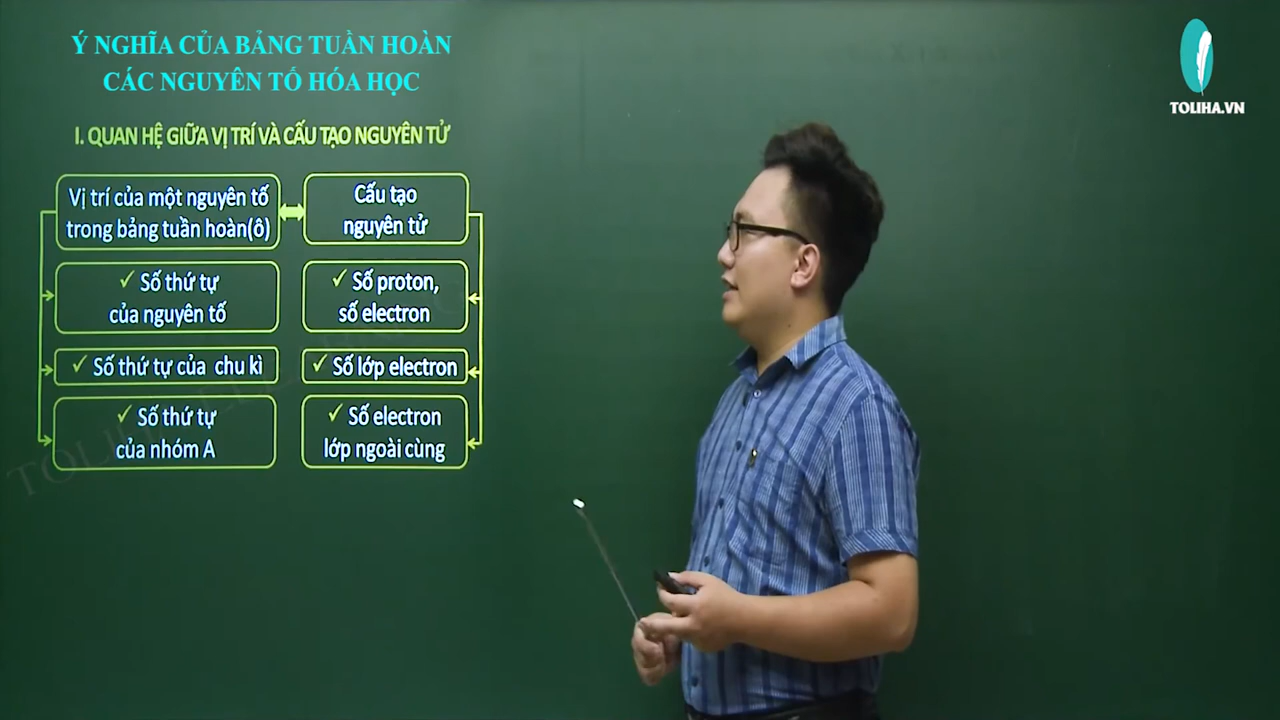 Ý NGHĨA CỦA BẢNG TUẦN HOÀN
CÁC NGUYÊN TỐ HÓA HỌC
TOLIHA.VN
I. QUAN HỆ GIỮA VỊ TRÍ VÀ CẤU TẠO NGUYÊN TỬ
Vị trí của một nguyên tố
trong bảng tuần hoàn(ô)
Cấu tạo
nguyên tử
✓ Số thứ tự
của nguyên tố
✓ Số proton,
số electron
✓ Số thứ tự của chu kì
✓ Số lớp electron
✓ Số thứ tự
của nhóm A
✓ Số electron
lớp ngoài cùng